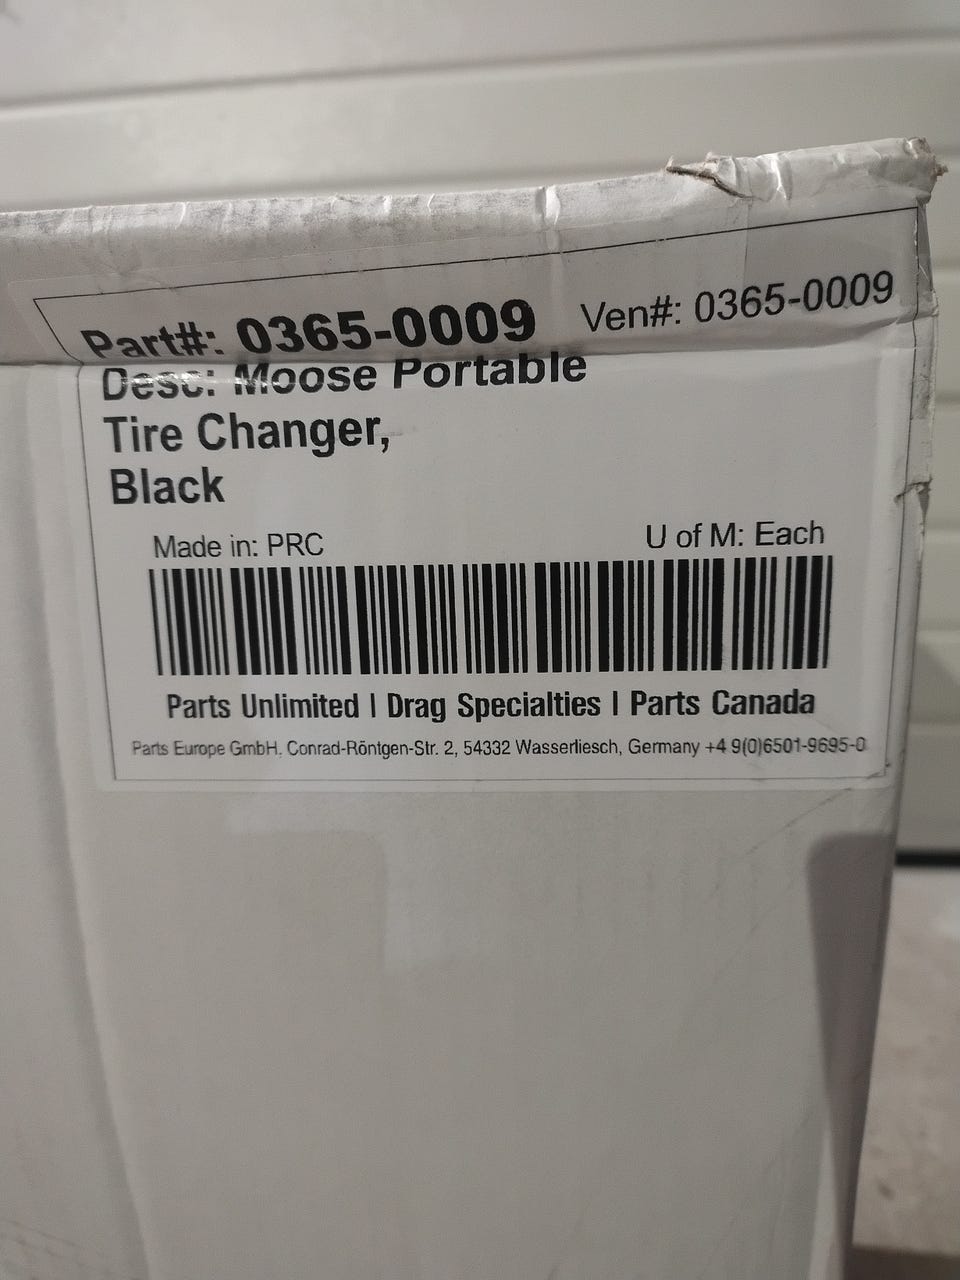 Part#: 0365-0009 Ven#: 0365-0009
Desc: Moose Portable
Tire Changer,
Black
Made in: PRC U of M: Each
Parts Unlimited | Drag Specialties | Parts Canada
Parts Europe GmbH. Conrad-Röntgen-Str. 2, 54332 Wasserliesch, Germany +4 9(0)6501-9695-0